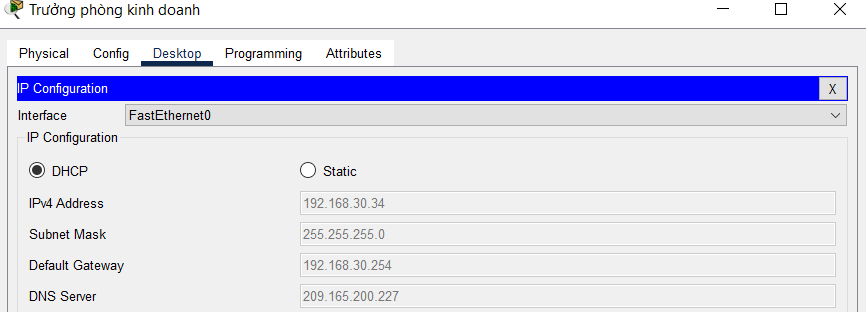 Trưởng phòng kinh doanh
Physical Config Desktop Programming Attributes
IP Configuration X
Interface FastEthernet0
IP Configuration
DHCP Static
IPv4 Address 192.168.30.34
Subnet Mask 255.255.255.0
Default Gateway 192.168.30.254
DNS Server 209.165.200.227